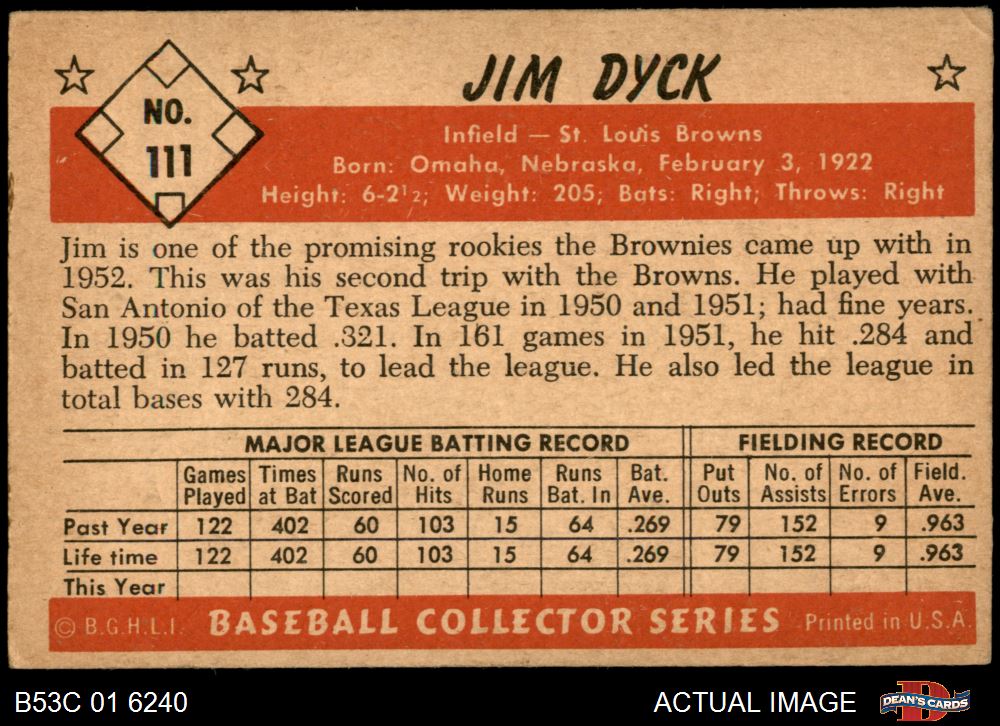 NO.
111
JIM DYCK
Infield — St. Louis Browns
Born: Omaha, Nebraska, February 3, 1922
Height: 6-2½; Weight: 205; Bats: Right; Throws: Right
Jim is one of the promising rookies the Brownies came up with in
1952. This was his second trip with the Browns. He played with
San Antonio of the Texas League in 1950 and 1951; had fine years.
In 1950 he batted .321. In 161 games in 1951, he hit .284 and
batted in 127 runs, to lead the league. He also led the league in
total bases with 284.
MAJOR LEAGUE BATTING RECORD FIELDING RECORD
Games Times Runs No. of Home Runs Bat. Put No. of No. of Field.
Played at Bat Scored Hits Runs Bat. In Ave. Outs Assists Errors Ave.
Past Year 122 402 60 103 15 64 .269 79 152 9 .963
Life time 122 402 60 103 15 64 .269 79 152 9 .963
This Year
© B.G.H.L.I. BASEBALL COLLECTOR SERIES Printed in U.S.A.
B53C 01 6240 ACTUAL IMAGE DEAN'S CARDS